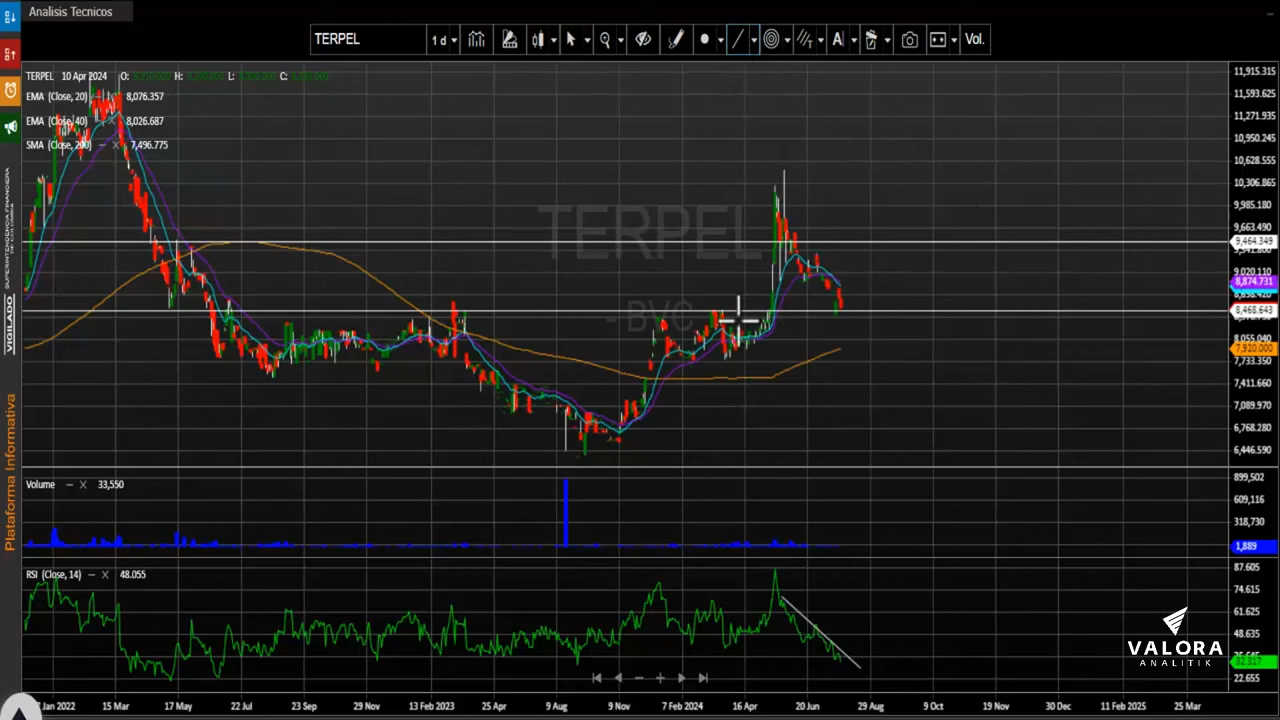 Analisis Tecnicos
TERPEL 1 d Vol.
TERPEL 10 Apr 2024 O: H: L: C:
EMA (Close, 20) – X 8,076.357
EMA (Close, 40) – X 8,026.687
SMA (Close, 200) – X 7,496.775
TERPEL
- BVC
11,915.315
11,593.625
11,271.935
10,950.245
10,628.555
10,306.865
9,985.180
9,663.490
9,464.349
9,020.110
8,874.731
8,468.643
8,055.040
7,920.000
7,733.350
7,411.660
7,089.970
6,768.280
6,446.590
Volume – X 33,550
899,502
609,116
318,730
1,889
RSI (Close, 14) – X 48.055
87.605
74.615
61.625
48.635
32.317
22.655
VALORA
ANALITIK
Jan 2022 15 Mar 17 May 22 Jul 23 Sep 29 Nov 13 Feb 2023 25 Apr 9 Aug 9 Nov 7 Feb 2024 16 Apr 20 Jun 29 Aug 9 Oct 19 Nov 30 Dec 11 Feb 2025 25 Mar
VIGILADO
Plataforma Informativa